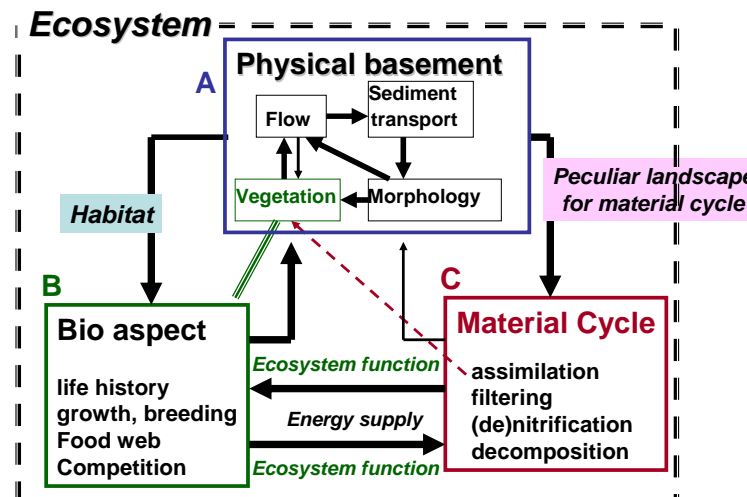 Ecosystem
A
Physical basement
Flow
Sediment
transport
Vegetation
Morphology
Habitat
Peculiar landscape
for material cycle
B
Bio aspect
life history
growth, breeding
Food web
Competition
Ecosystem function
Energy supply
Ecosystem function
C
Material Cycle
assimilation
filtering
(de)nitrification
decomposition